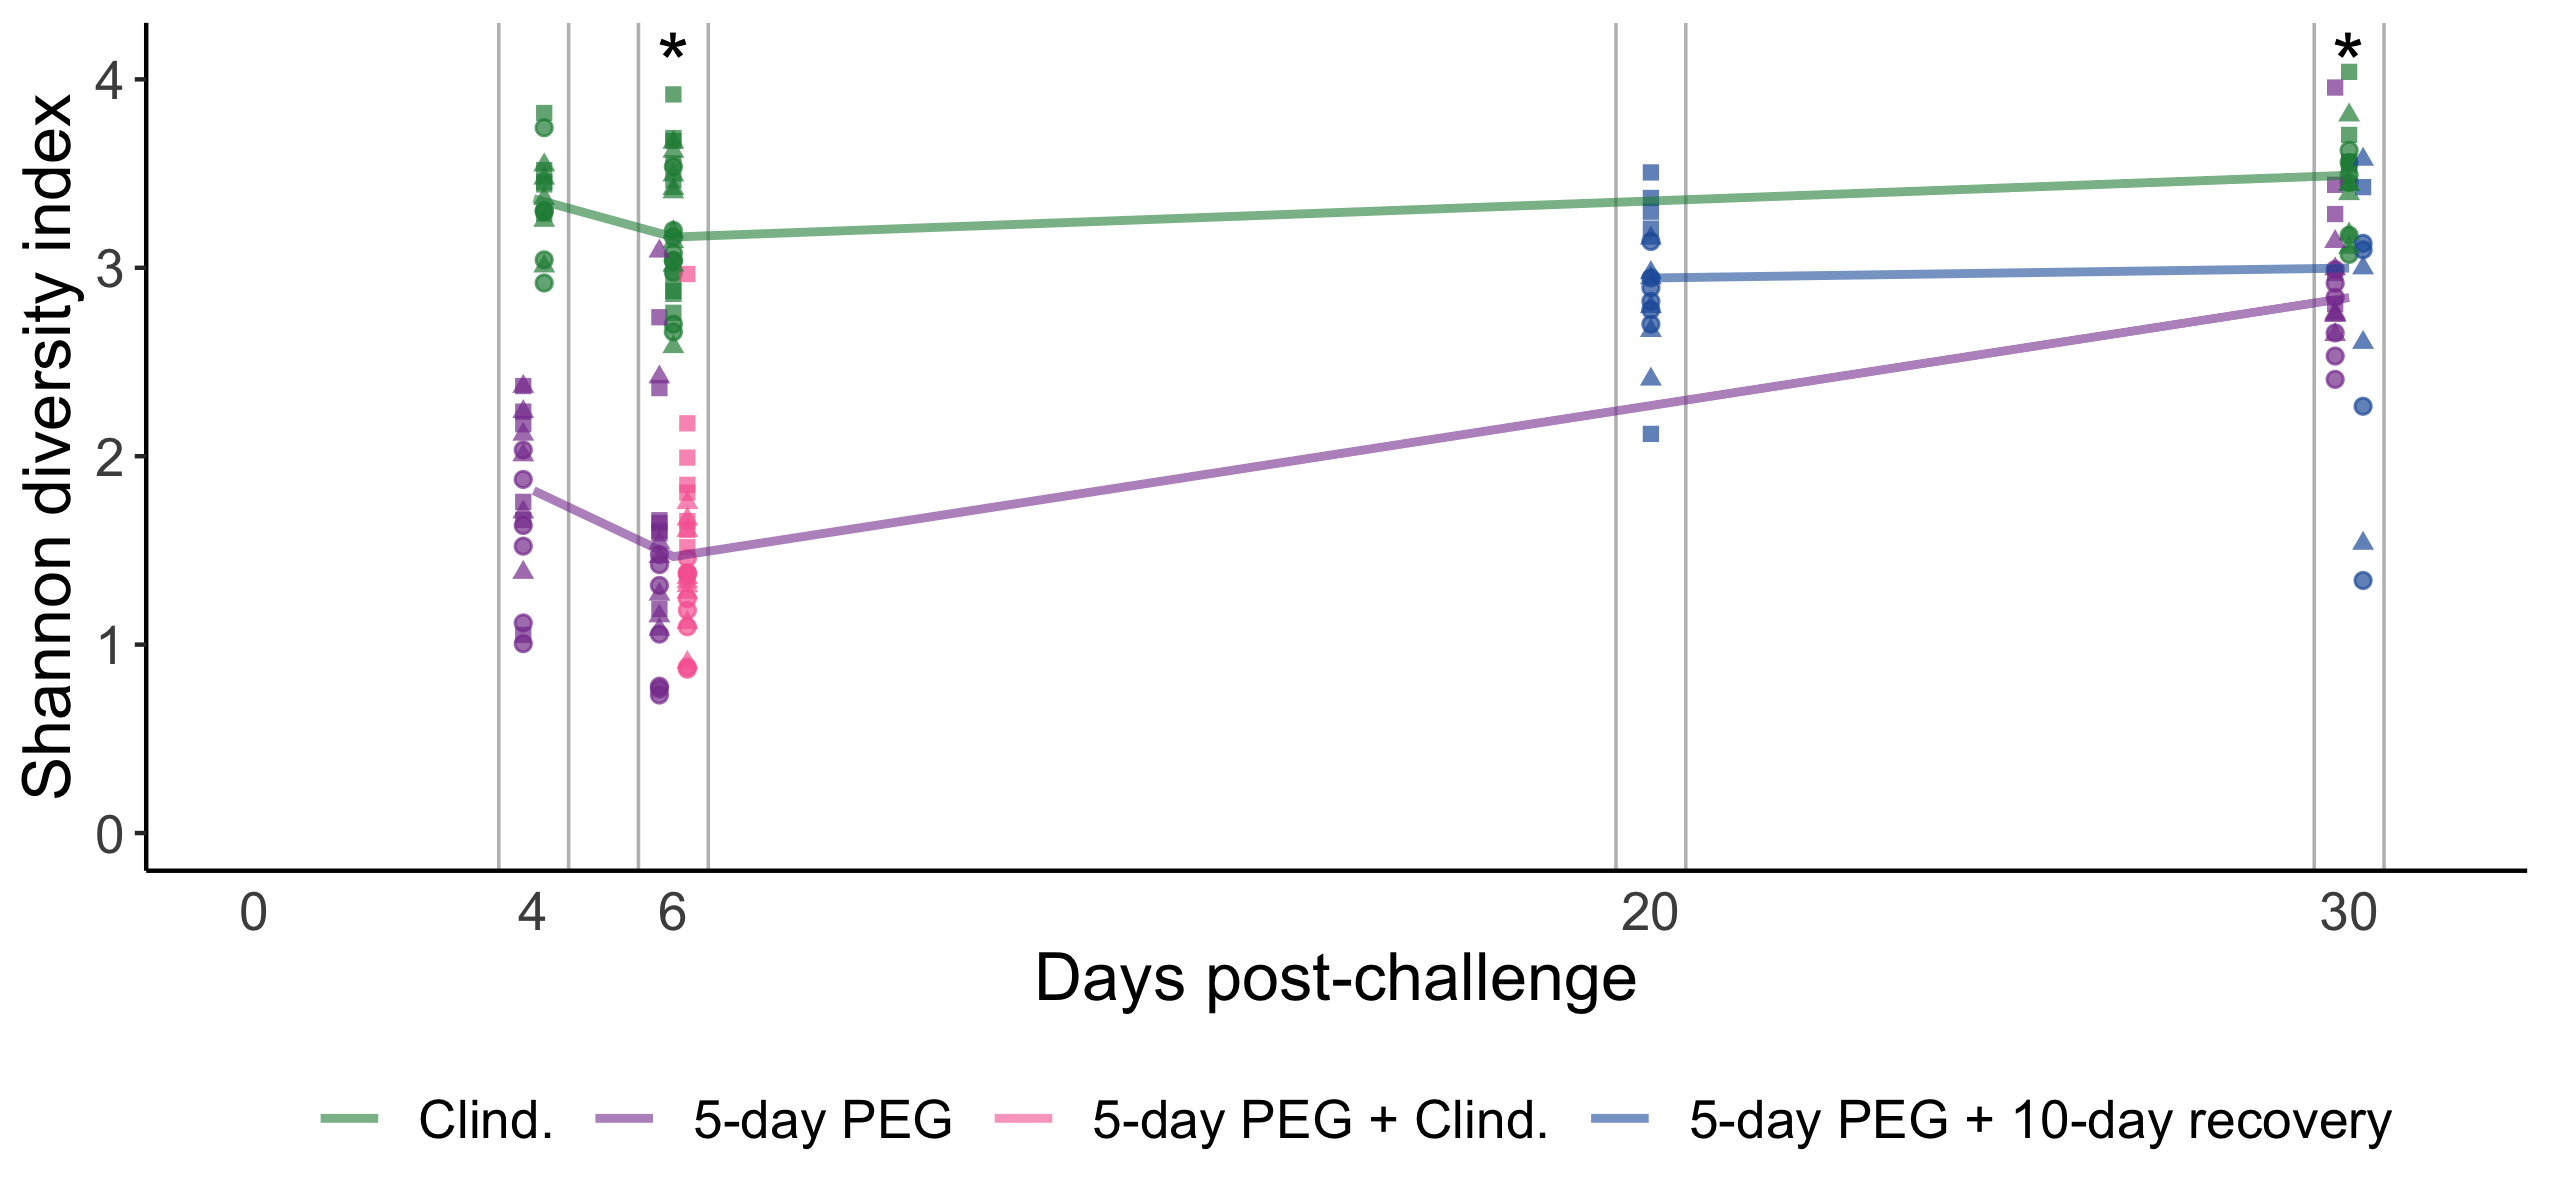 Shannon diversity index
*
*
4
3
2
1
0
0 4 6 20 30
Days post-challenge
Clind. 5-day PEG 5-day PEG + Clind. 5-day PEG + 10-day recovery